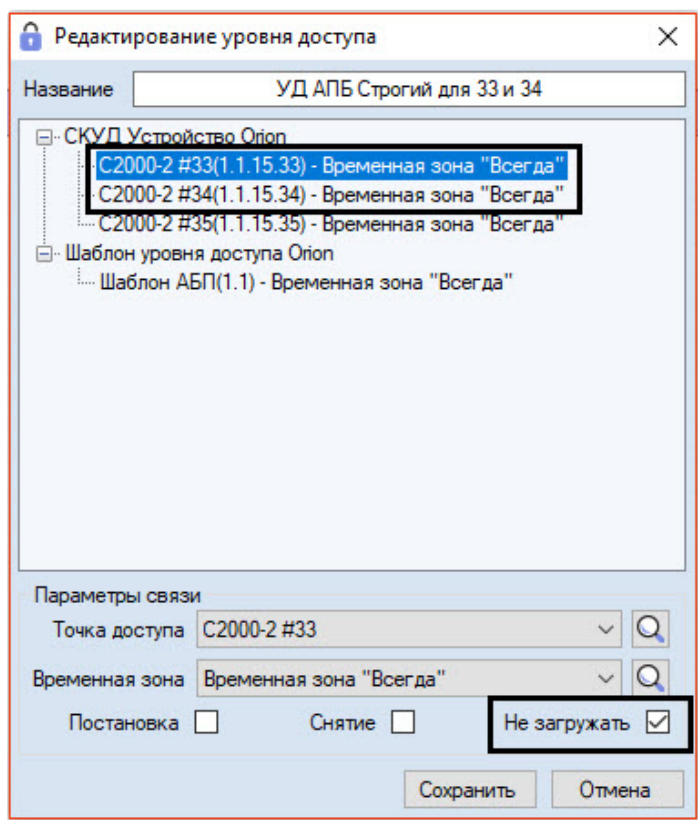 Редактирование уровня доступа
Название УД АПБ Строгий для 33 и 34
СКУД Устройство Orion
С2000-2 #33(1.1.15.33) - Временная зона "Всегда"
С2000-2 #34(1.1.15.34) - Временная зона "Всегда"
С2000-2 #35(1.1.15.35) - Временная зона "Всегда"
Шаблон уровня доступа Orion
Шаблон АБП(1.1) - Временная зона "Всегда"
Параметры связи
Точка доступа С2000-2 #33
Временная зона Временная зона "Всегда"
Постановка Снятие Не загружать
Сохранить Отмена